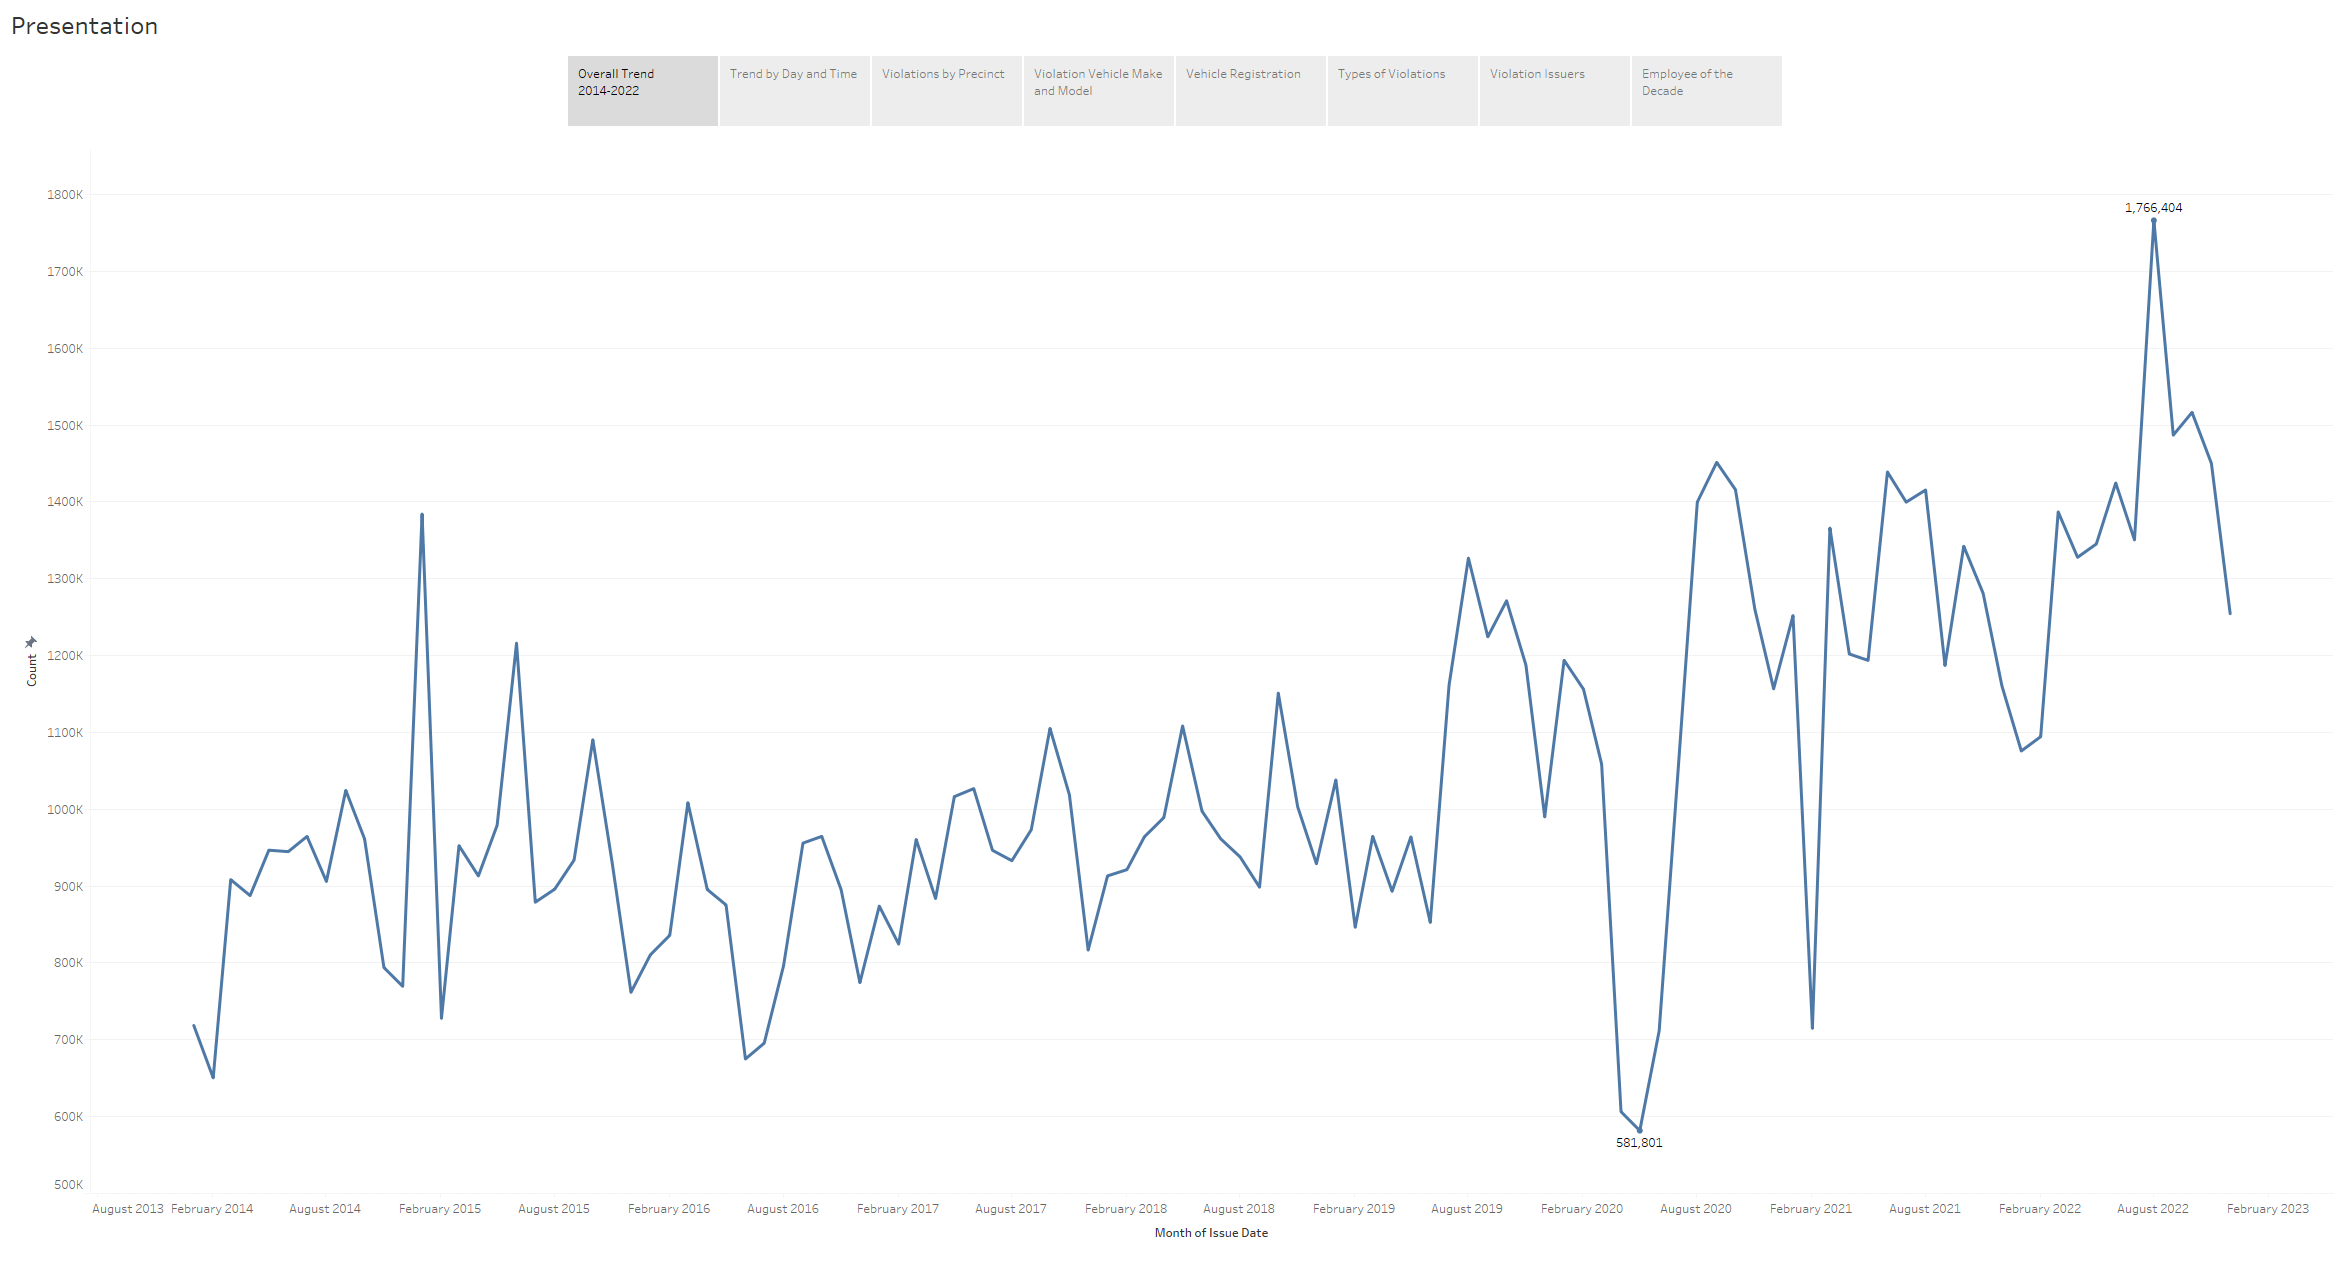 Presentation
Overall Trend
2014-2022
Trend by Day and Time
Violations by Precinct
Violation Vehicle Make
and Model
Vehicle Registration
Types of Violations
Violation Issuers
Employee of the
Decade
1800K
1700K
1600K
1500K
1400K
1300K
1200K
1100K
1000K
900K
800K
700K
600K
500K
Count
1,766,404
581,801
August 2013
February 2014
August 2014
February 2015
August 2015
February 2016
August 2016
February 2017
August 2017
February 2018
August 2018
February 2019
August 2019
February 2020
August 2020
February 2021
August 2021
February 2022
August 2022
February 2023
Month of Issue Date